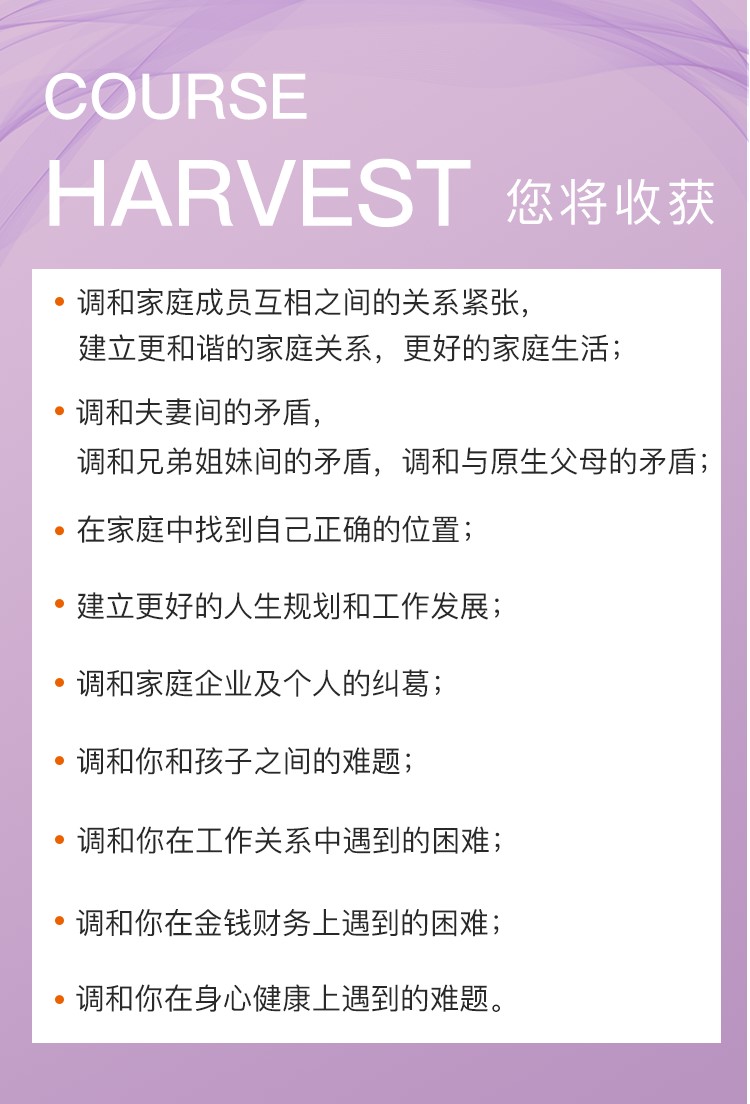 COURSE
HARVEST 您将收获
• 调和家庭成员互相之间的关系紧张，
建立更和谐的家庭关系，更好的家庭生活；
• 调和夫妻间的矛盾，
调和兄弟姐妹间的矛盾，调和与原生父母的矛盾；
• 在家庭中找到自己正确的位置；
• 建立更好的人生规划和工作发展；
• 调和家庭企业及个人的纠葛；
• 调和你和孩子之间的难题；
• 调和你在工作关系中遇到的困难；
• 调和你在金钱财务上遇到的困难；
• 调和你在身心健康上遇到的难题。